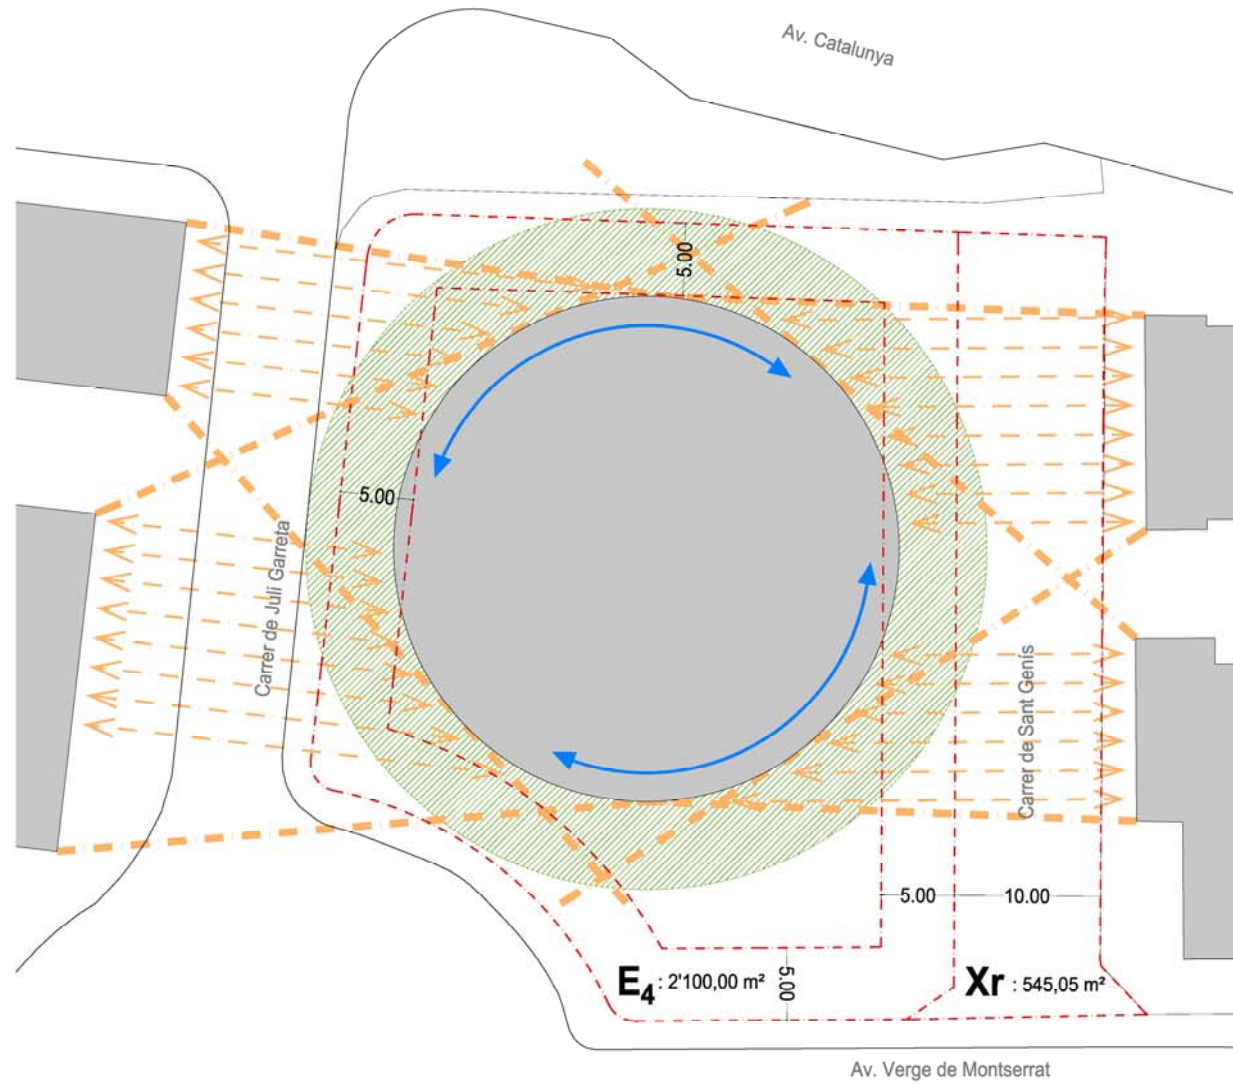 Av. Catalunya
5.00
5.00
Carrer de Juli Garreta
Carrer de Sant Genís
5.00
10.00
E4 : 2'100,00 m²
5.00
Xr : 545,05 m²
Av. Verge de Montserrat